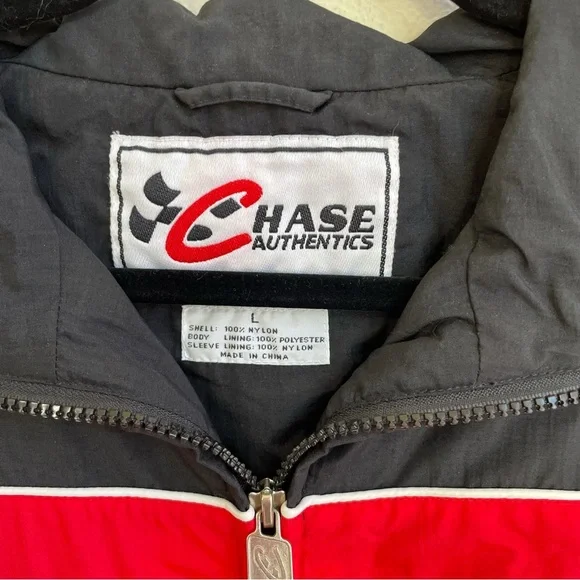 CHASE
AUTHENTICS
L
SHELL: 100% NYLON
BODY LINING: 100% POLYESTER
SLEEVE LINING: 100% NYLON
MADE IN CHINA